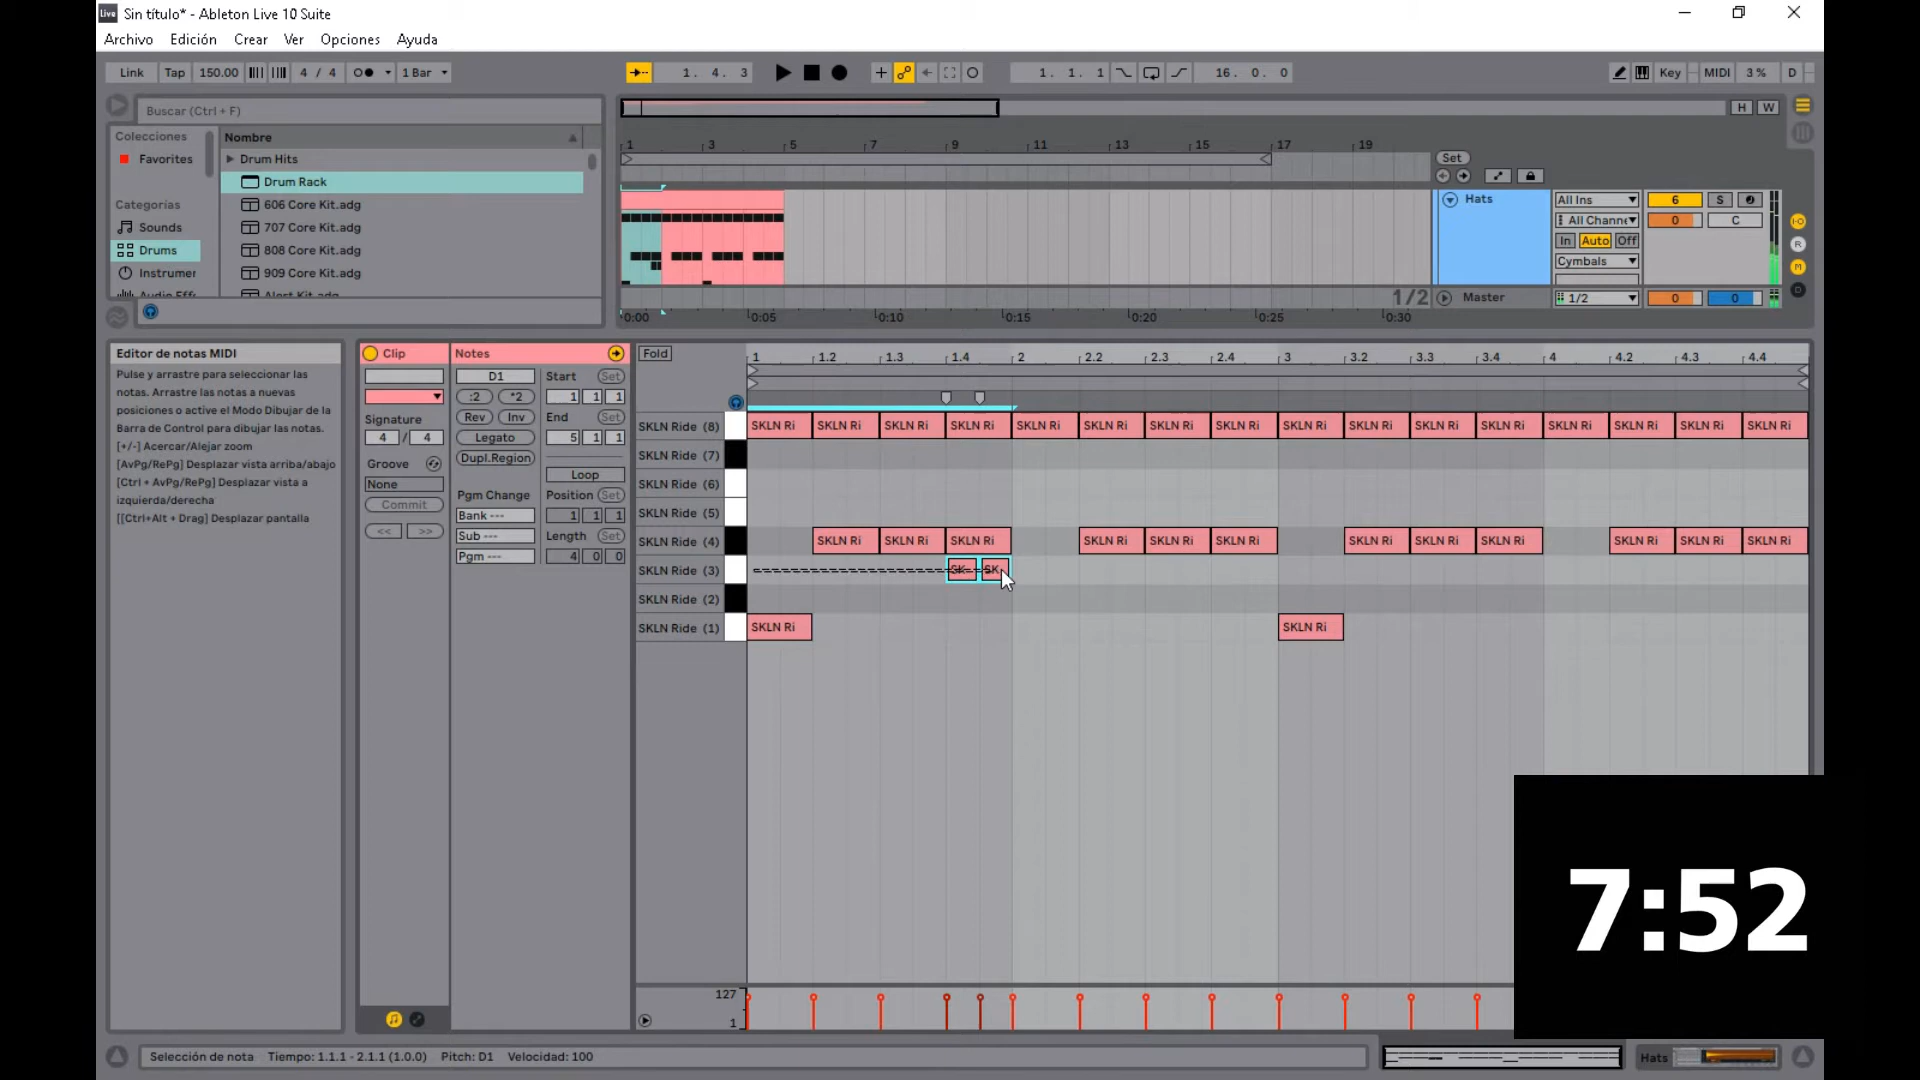 Live Sin título* - Ableton Live 10 Suite
Archivo Edición Crear Ver Opciones Ayuda
Link Tap 150.00 4 / 4 1 Bar 1. 4. 3 1. 1. 1 16. 0. 0 Key MIDI 3 % D
Buscar (Ctrl + F) H W
Colecciones Nombre
1 3 5 7 9 11 13 15 17 19
Favorites Drum Hits Set
Drum Rack
Categorías 606 Core Kit.adg Hats All Ins 6 S
Sounds 707 Core Kit.adg All Channe 0 C
Drums 808 Core Kit.adg In Auto Off
Instrumer 909 Core Kit.adg Cymbals
Audio Eff Alert Kit.adg 1/2 Master 1/2 0 0
0:00 0:05 0:10 0:15 0:20 0:25 0:30
I·O
R
M
D
Editor de notas MIDI
Pulse y arrastre para seleccionar las
notas. Arrastre las notas a nuevas
posiciones o active el Modo Dibujar de la
Barra de Control para dibujar las notas.
[+/-] Acercar/Alejar zoom
[AvPg/RePg] Desplazar vista arriba/abajo
[Ctrl + AvPg/RePg] Desplazar vista a
izquierda/derecha
[[Ctrl+Alt + Drag] Desplazar pantalla
Clip
Signature
4 / 4
Groove
None
Commit
<< >>
Notes
D1
:2 *2
Rev Inv
Legato
Dupl.Region
Pgm Change
Bank ---
Sub ---
Pgm ---
Start Set
1 1 1
End Set
5 1 1
Loop
Position Set
1 1 1
Length Set
4 0 0
Fold 1 1.2 1.3 1.4 2 2.2 2.3 2.4 3 3.2 3.3 3.4 4 4.2 4.3 4.4
SKLN Ride (8) SKLN Ri SKLN Ri SKLN Ri SKLN Ri SKLN Ri SKLN Ri SKLN Ri SKLN Ri SKLN Ri SKLN Ri SKLN Ri SKLN Ri SKLN Ri SKLN Ri SKLN Ri SKLN Ri
SKLN Ride (7)
SKLN Ride (6)
SKLN Ride (5)
SKLN Ride (4) SKLN Ri SKLN Ri SKLN Ri SKLN Ri SKLN Ri SKLN Ri SKLN Ri SKLN Ri SKLN Ri SKLN Ri SKLN Ri SKLN Ri
SKLN Ride (3) SK SK
SKLN Ride (2)
SKLN Ride (1) SKLN Ri SKLN Ri
7:52
127
1
Selección de nota Tiempo: 1.1.1 - 2.1.1 (1.0.0) Pitch: D1 Velocidad: 100 Hats